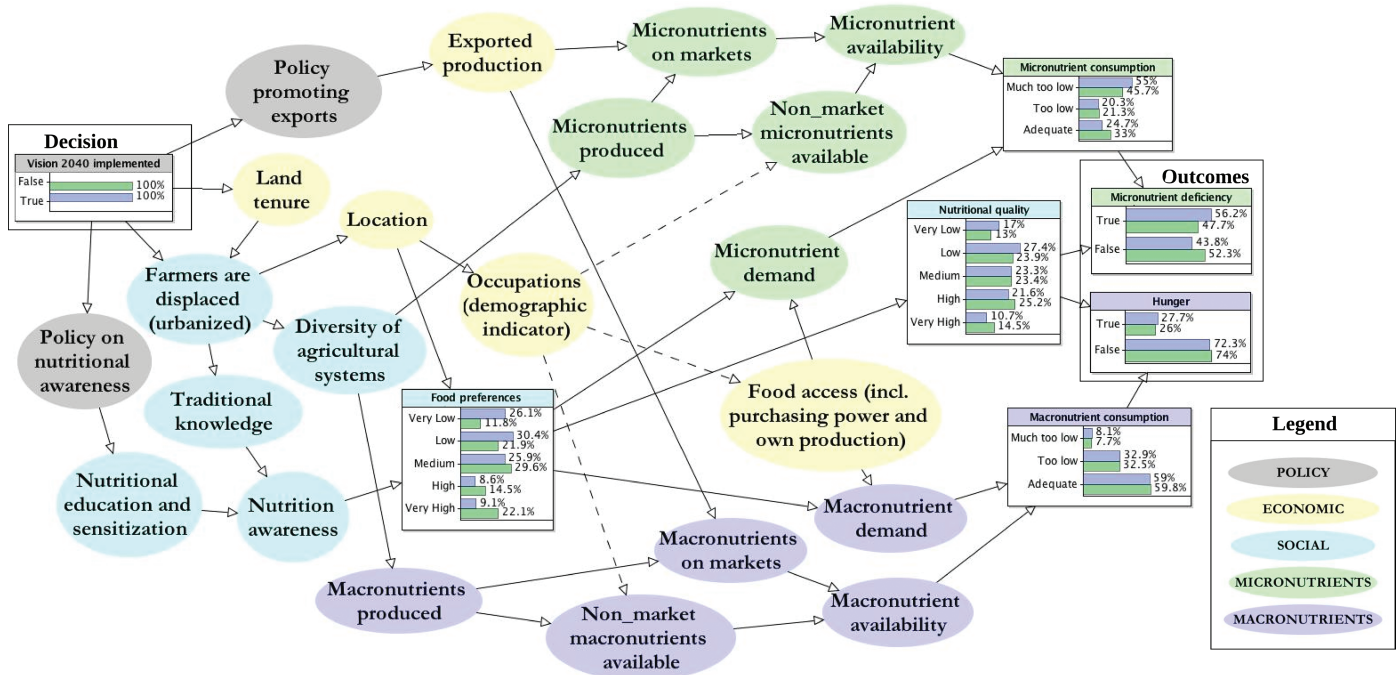 Decision
Vision 2040 implemented
False 100%
True 100%
Policy
promoting
exports
Exported
production
Micronutrients
on markets
Micronutrient
availability
Land
tenure
Location
Micronutrients
produced
Non_market
micronutrients
available
Micronutrient consumption
Much too low 55%
45.7%
Too low 20.3%
21.3%
Adequate 24.7%
33%
Farmers are
displaced
(urbanized)
Occupations
(demographic
indicator)
Micronutrient
demand
Nutritional quality
Very Low 17%
13%
Low 27.4%
23.9%
Medium 23.3%
23.4%
High 21.6%
25.2%
Very High 10.7%
14.5%
Outcomes
Micronutrient deficiency
True 56.2%
47.7%
False 43.8%
52.3%
Hunger
True 27.7%
26%
False 72.3%
74%
Policy on
nutritional
awareness
Diversity of
agricultural
systems
Traditional
knowledge
Food preferences
Very Low 26.1%
11.8%
Low 30.4%
21.9%
Medium 25.9%
29.6%
High 8.6%
14.5%
Very High 9.1%
22.1%
Food access (incl.
purchasing power and
own production)
Macronutrient consumption
Much too low 8.1%
7.7%
Too low 32.9%
32.5%
Adequate 59%
59.8%
Nutritional
education and
sensitization
Nutrition
awareness
Macronutrient
demand
Macronutrients
produced
Macronutrients
on markets
Non_market
macronutrients
available
Macronutrient
availability
Legend
POLICY
ECONOMIC
SOCIAL
MICRONUTRIENTS
MACRONUTRIENTS